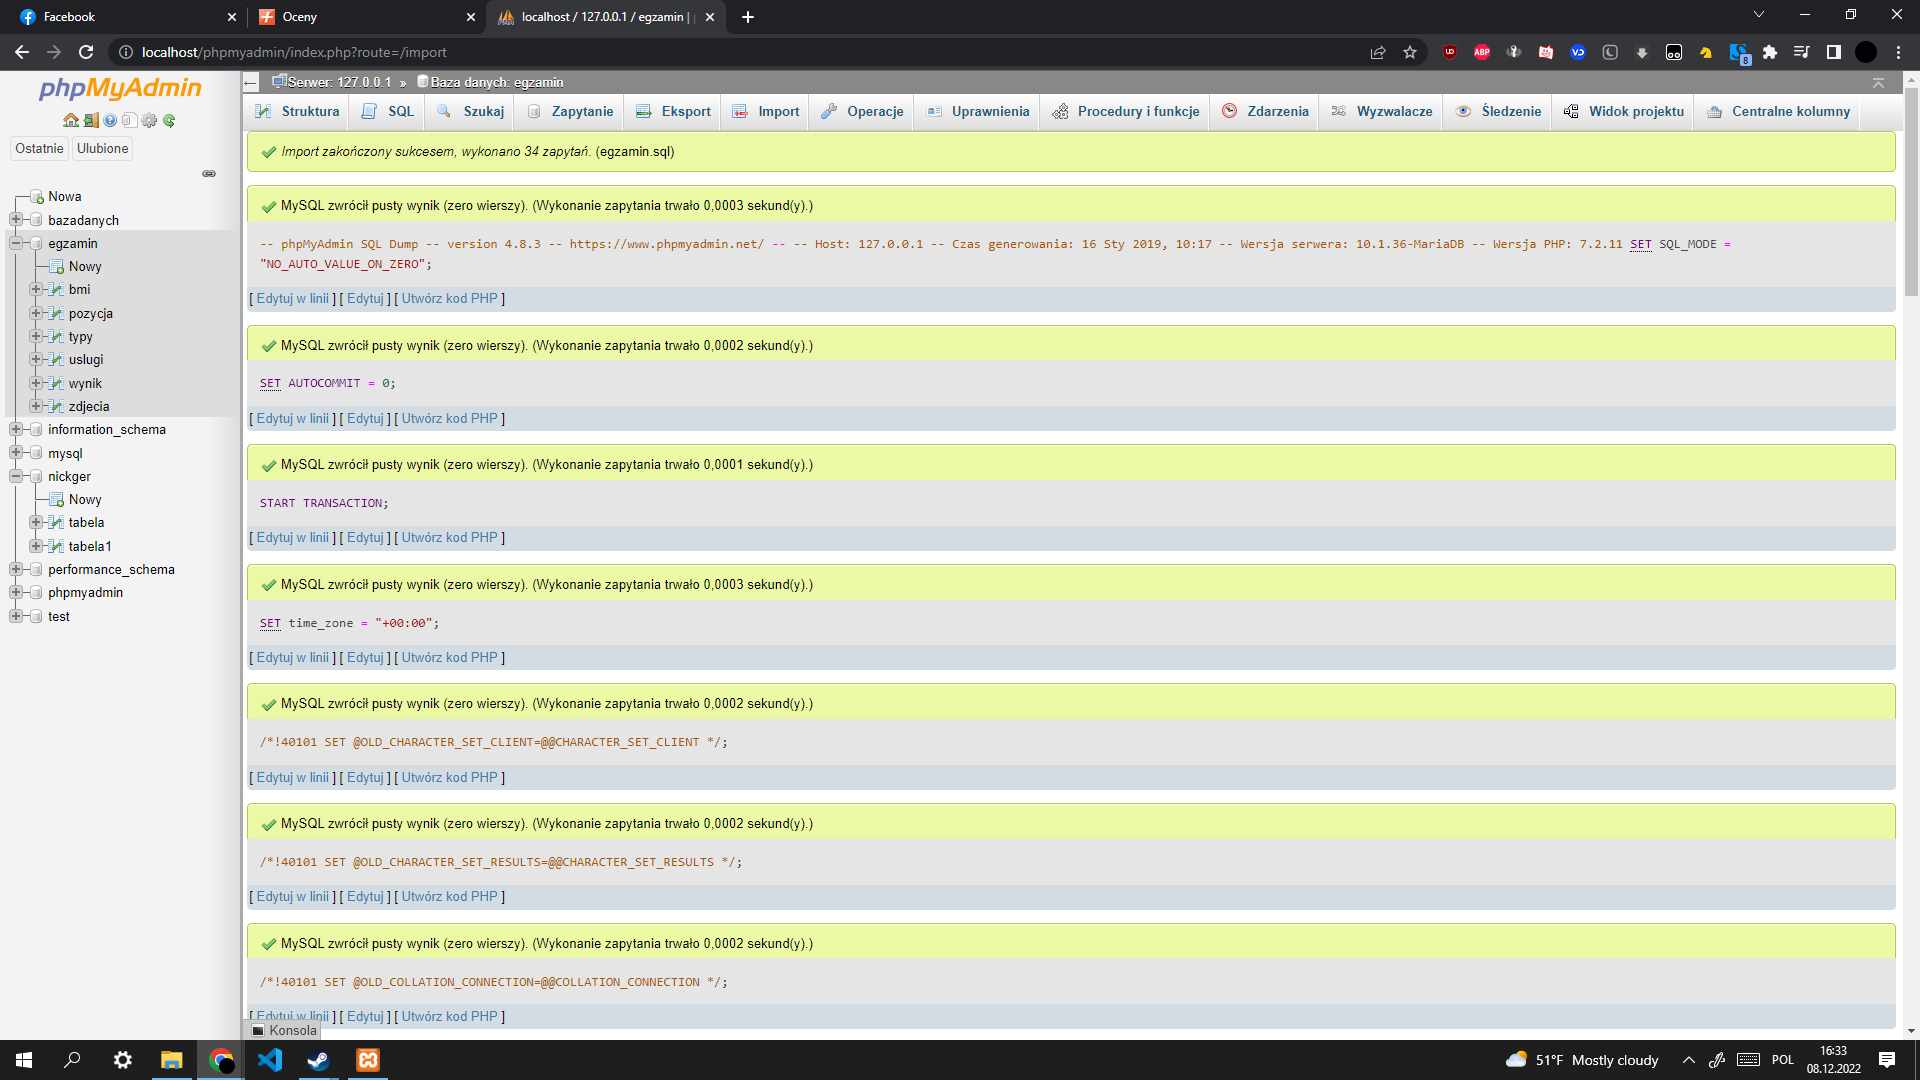 Facebook
Oceny
localhost / 127.0.0.1 / egzamin |
localhost/phpmyadmin/index.php?route=/import
phpMyAdmin
Ostatnie
Ulubione
Nowa
bazadanych
egzamin
Nowy
bmi
pozycja
typy
uslugi
wynik
zdjecia
information_schema
mysql
nickger
Nowy
tabela
tabela1
performance_schema
phpmyadmin
test
Serwer: 127.0.0.1 » Baza danych: egzamin
Struktura SQL Szukaj Zapytanie Eksport Import Operacje Uprawnienia Procedury i funkcje Zdarzenia Wyzwalacze Śledzenie Widok projektu Centralne kolumny
Import zakończony sukcesem, wykonano 34 zapytań. (egzamin.sql)
MySQL zwrócił pusty wynik (zero wierszy). (Wykonanie zapytania trwało 0,0003 sekund(y).)
-- phpMyAdmin SQL Dump -- version 4.8.3 -- https://www.phpmyadmin.net/ -- -- Host: 127.0.0.1 -- Czas generowania: 16 Sty 2019, 10:17 -- Wersja serwera: 10.1.36-MariaDB -- Wersja PHP: 7.2.11 SET SQL_MODE =
"NO_AUTO_VALUE_ON_ZERO";
[ Edytuj w linii ] [ Edytuj ] [ Utwórz kod PHP ]
MySQL zwrócił pusty wynik (zero wierszy). (Wykonanie zapytania trwało 0,0002 sekund(y).)
SET AUTOCOMMIT = 0;
[ Edytuj w linii ] [ Edytuj ] [ Utwórz kod PHP ]
MySQL zwrócił pusty wynik (zero wierszy). (Wykonanie zapytania trwało 0,0001 sekund(y).)
START TRANSACTION;
[ Edytuj w linii ] [ Edytuj ] [ Utwórz kod PHP ]
MySQL zwrócił pusty wynik (zero wierszy). (Wykonanie zapytania trwało 0,0003 sekund(y).)
SET time_zone = "+00:00";
[ Edytuj w linii ] [ Edytuj ] [ Utwórz kod PHP ]
MySQL zwrócił pusty wynik (zero wierszy). (Wykonanie zapytania trwało 0,0002 sekund(y).)
/*!40101 SET @OLD_CHARACTER_SET_CLIENT=@@CHARACTER_SET_CLIENT */;
[ Edytuj w linii ] [ Edytuj ] [ Utwórz kod PHP ]
MySQL zwrócił pusty wynik (zero wierszy). (Wykonanie zapytania trwało 0,0002 sekund(y).)
/*!40101 SET @OLD_CHARACTER_SET_RESULTS=@@CHARACTER_SET_RESULTS */;
[ Edytuj w linii ] [ Edytuj ] [ Utwórz kod PHP ]
MySQL zwrócił pusty wynik (zero wierszy). (Wykonanie zapytania trwało 0,0002 sekund(y).)
/*!40101 SET @OLD_COLLATION_CONNECTION=@@COLLATION_CONNECTION */;
[ Edytuj w linii ] [ Edytuj ] [ Utwórz kod PHP ]
Konsola
51°F Mostly cloudy
POL
16:33
08.12.2022